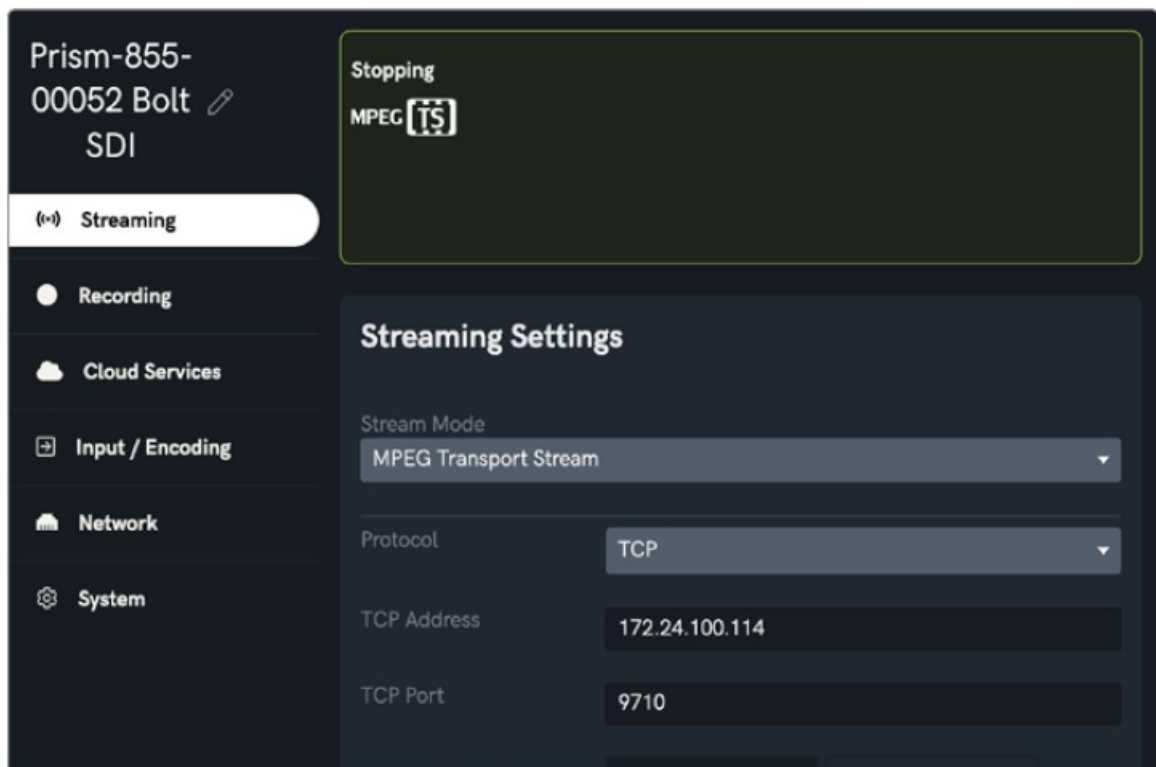 Prism-855-
00052 Bolt
SDI
Streaming
Recording
Cloud Services
Input / Encoding
Network
System
Stopping
MPEG TS
Streaming Settings
Stream Mode
MPEG Transport Stream
Protocol
TCP
TCP Address
172.24.100.114
TCP Port
9710